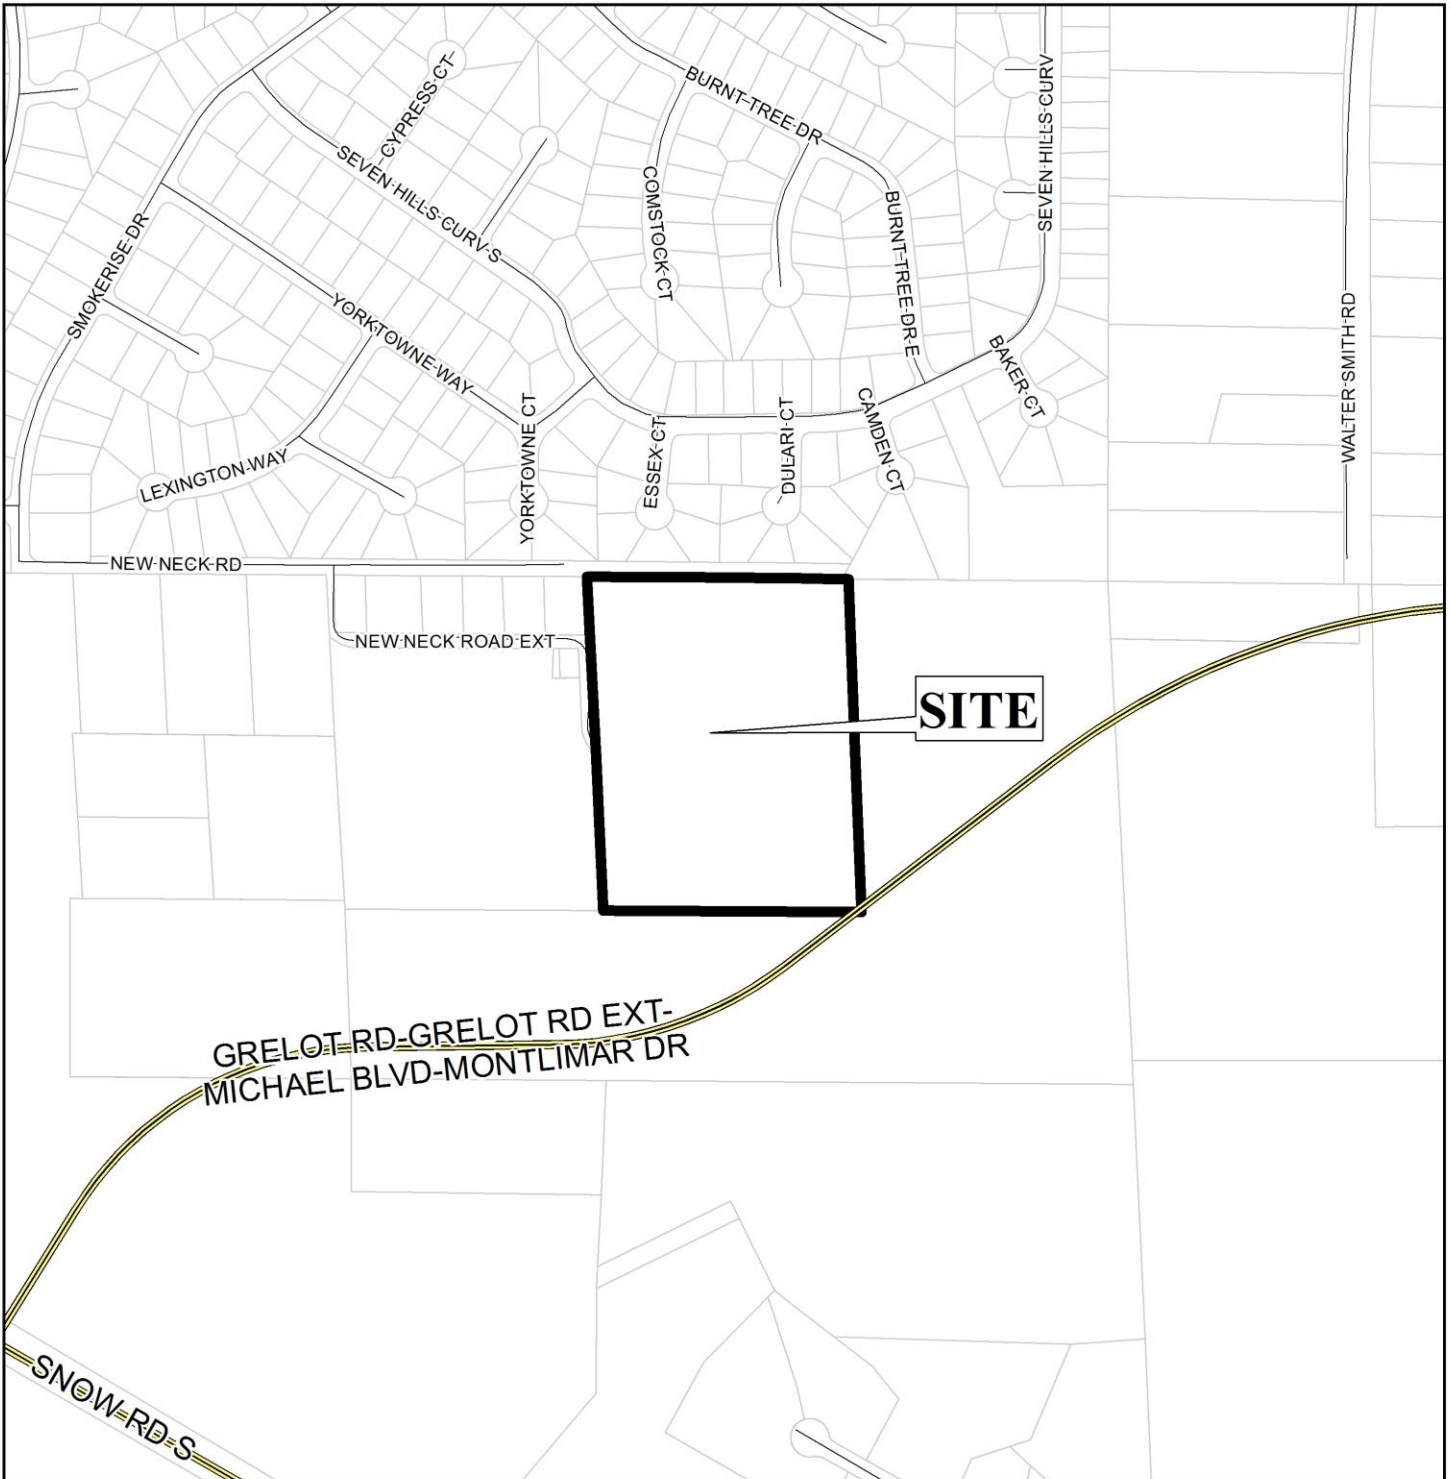 CYPRESS CT
BURNT TREE DR
SEVEN HILLS CURV
SEVEN HILLS CURV S
COMSTOCK CT
BURNT TREE DR E
SMOKERISE DR
YORKTOWNE WAY
BAKER CT
WALTER SMITH RD
YORKTOWNE CT
ESSEX CT
DULARI CT
CAMDEN CT
LEXINGTON WAY
NEW NECK RD
NEW NECK ROAD EXT
SITE
GRELOT RD-GRELOT RD EXT-
MICHAEL BLVD-MONTLIMAR DR
SNOW RD S